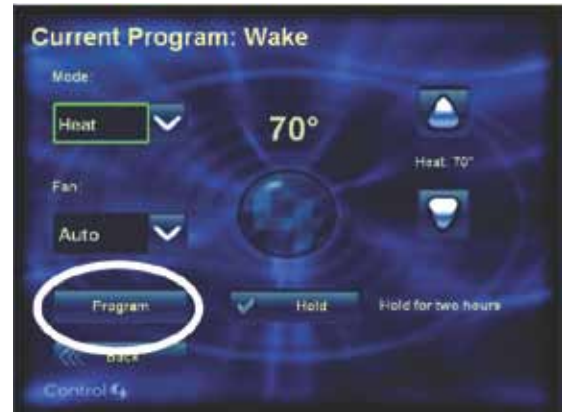 Current Program: Wake
Mode:
Heat
70°
Heat: 70°
Fan:
Auto
Program
Hold
Hold for two hours
Back
Control4